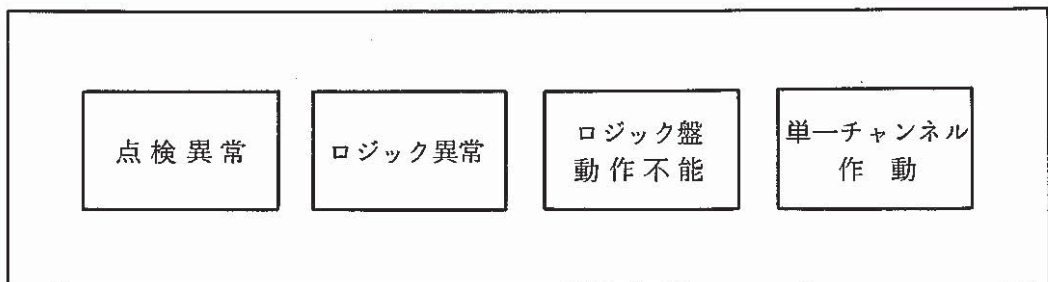 点検異常
ロジック異常
ロジック盤
動作不能
単一チャンネル
作動